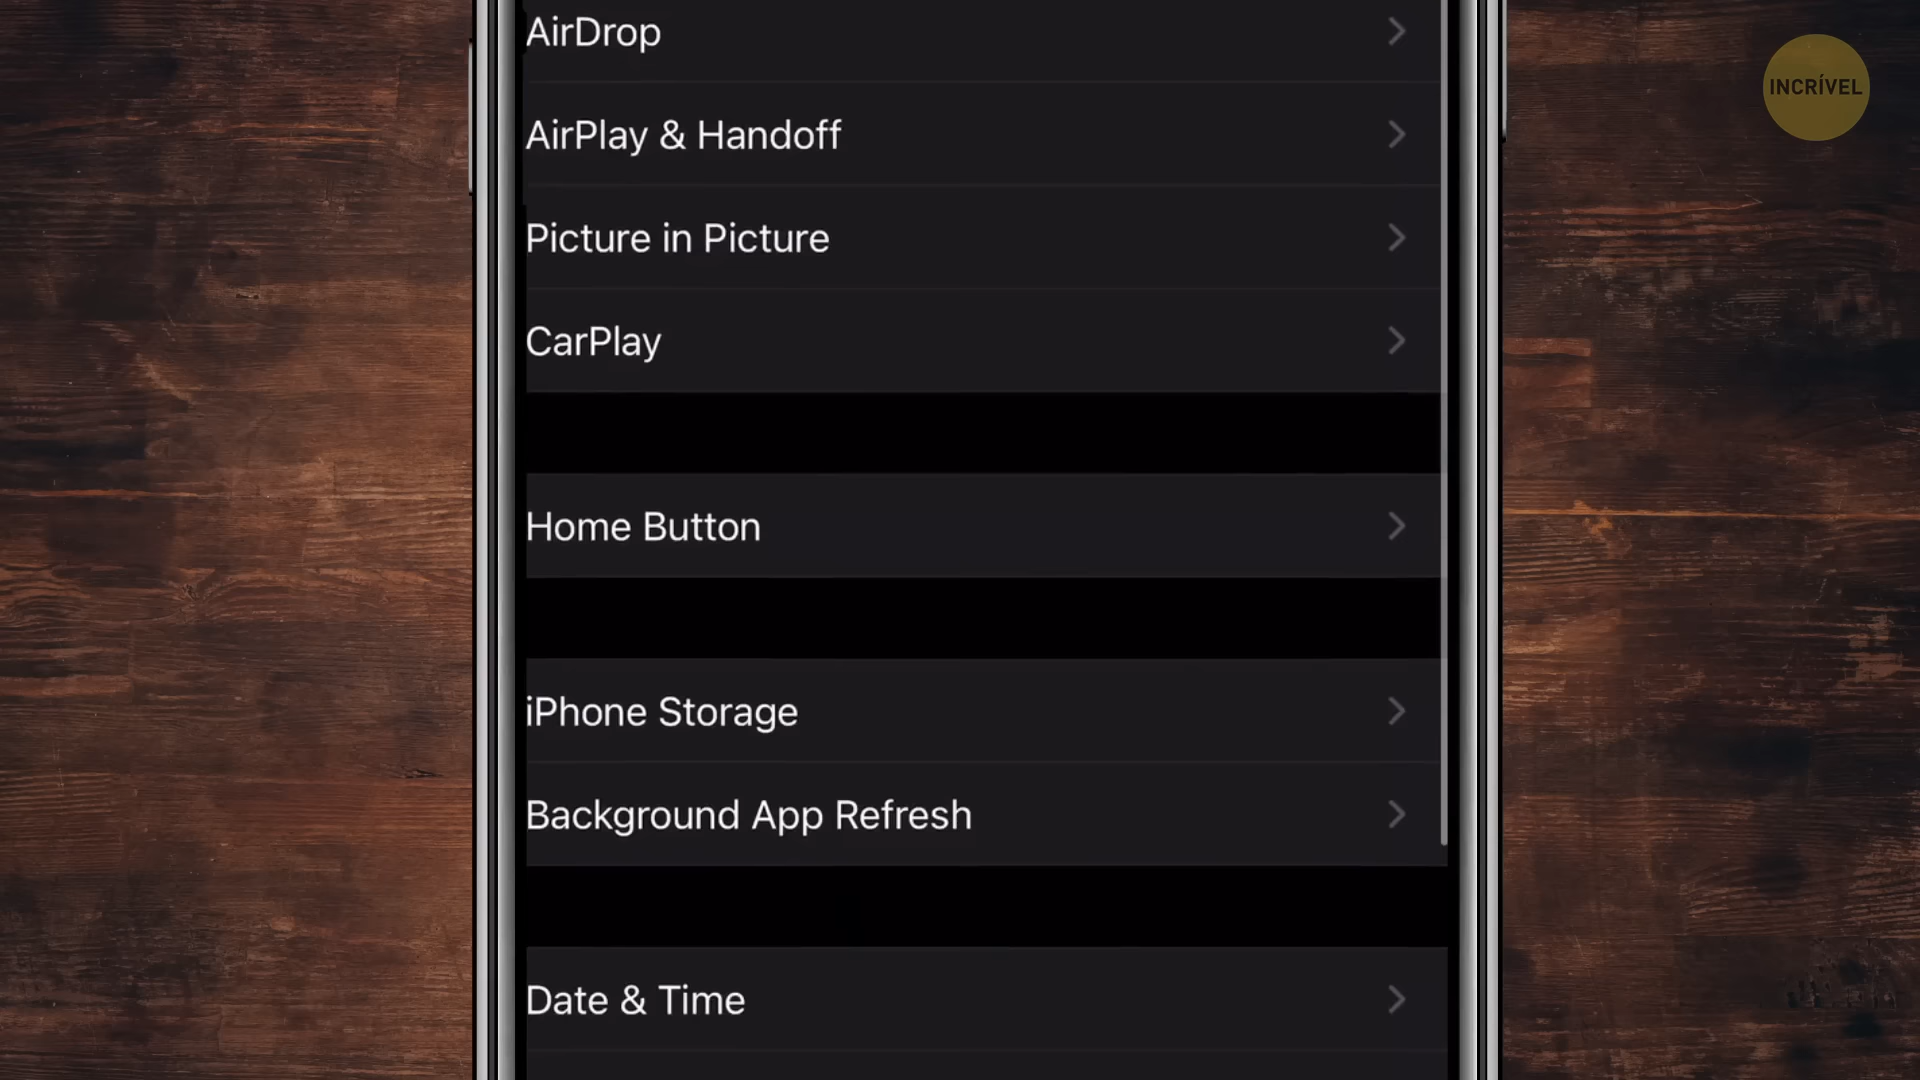 AirDrop
INCRÍVEL
AirPlay & Handoff
Picture in Picture
CarPlay
Home Button
iPhone Storage
Background App Refresh
Date & Time